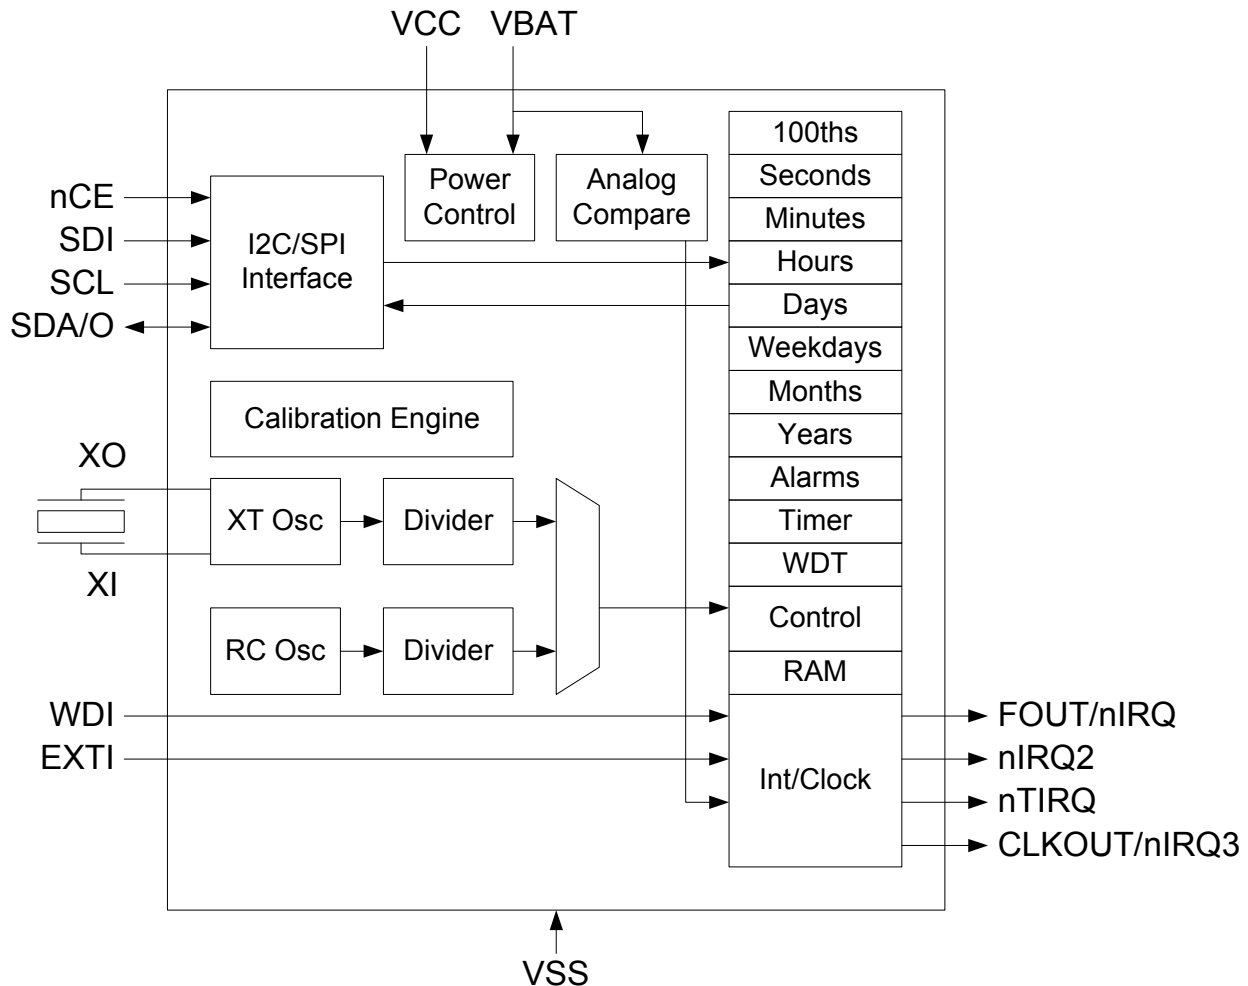 VCC
VBAT
nCE
SDI
SCL
SDA/O
I2C/SPI
Interface
Power
Control
Analog
Compare
100ths
Seconds
Minutes
Hours
Days
Weekdays
Months
Years
Alarms
Timer
WDT
Control
RAM
Int/Clock
Calibration Engine
XO
XI
XT Osc
Divider
RC Osc
Divider
WDI
EXTI
FOUT/nIRQ
nIRQ2
nTIRQ
CLKOUT/nIRQ3
VSS